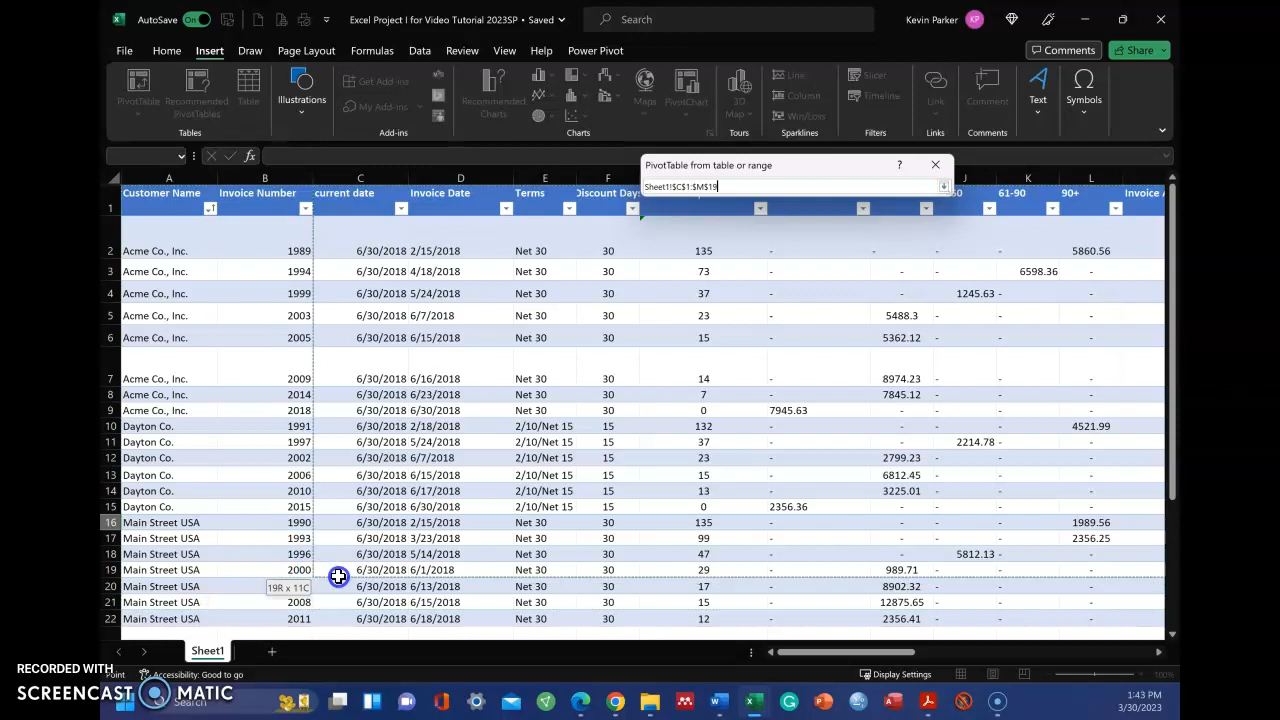 AutoSave On Excel Project I for Video Tutorial 2023SP • Saved Search Kevin Parker KP
File Home Insert Draw Page Layout Formulas Data Review View Help Power Pivot Comments Share
PivotTable Recommended PivotTables Table Illustrations Get Add-ins My Add-ins Recommended Charts Maps PivotChart 3D Map Line Column Win/Loss Slicer Timeline Link Comment Text Symbols
Tables Add-ins Charts Tours Sparklines Filters Links Comments
fx
PivotTable from table or range ?
Sheet1!$C$1:$M$19
A B C D E F J K L
Customer Name Invoice Number current date Invoice Date Terms Discount Day 60 61-90 90+ Invoice
1
2 Acme Co., Inc. 1989 6/30/2018 2/15/2018 Net 30 30 135 - - - - 5860.56
3 Acme Co., Inc. 1994 6/30/2018 4/18/2018 Net 30 30 73 - - - 6598.36 -
4 Acme Co., Inc. 1999 6/30/2018 5/24/2018 Net 30 30 37 - - 1245.63 - -
5 Acme Co., Inc. 2003 6/30/2018 6/7/2018 Net 30 30 23 - 5488.3 - - -
6 Acme Co., Inc. 2005 6/30/2018 6/15/2018 Net 30 30 15 - 5362.12 - - -
7 Acme Co., Inc. 2009 6/30/2018 6/16/2018 Net 30 30 14 - 8974.23 - - -
8 Acme Co., Inc. 2014 6/30/2018 6/23/2018 Net 30 30 7 - 7845.12 - - -
9 Acme Co., Inc. 2018 6/30/2018 6/30/2018 Net 30 30 0 7945.63 - - - -
10 Dayton Co. 1991 6/30/2018 2/18/2018 2/10/Net 15 15 132 - - - - 4521.99
11 Dayton Co. 1997 6/30/2018 5/24/2018 2/10/Net 15 15 37 - - 2214.78 - -
12 Dayton Co. 2002 6/30/2018 6/7/2018 2/10/Net 15 15 23 - 2799.23 - - -
13 Dayton Co. 2006 6/30/2018 6/15/2018 2/10/Net 15 15 15 - 6812.45 - - -
14 Dayton Co. 2010 6/30/2018 6/17/2018 2/10/Net 15 15 13 - 3225.01 - - -
15 Dayton Co. 2015 6/30/2018 6/30/2018 2/10/Net 15 15 0 2356.36 - - - -
16 Main Street USA 1990 6/30/2018 2/15/2018 Net 30 30 135 - - - - 1989.56
17 Main Street USA 1993 6/30/2018 3/23/2018 Net 30 30 99 - - - - 2356.25
18 Main Street USA 1996 6/30/2018 5/14/2018 Net 30 30 47 - - 5812.13 - -
19 Main Street USA 2000 6/30/2018 6/1/2018 Net 30 30 29 - 989.71 - - -
20 Main Street USA 6/30/2018 6/13/2018 Net 30 30 17 - 8902.32 - - -
19R x 11C
21 Main Street USA 2008 6/30/2018 6/15/2018 Net 30 30 15 - 12875.65 - - -
22 Main Street USA 2011 6/30/2018 6/18/2018 Net 30 30 12 - 2356.41 - - -
Sheet1
Point Accessibility: Good to go Display Settings 100%
RECORDED WITH
SCREENCAST MATIC
Search
1:43 PM
3/30/2023